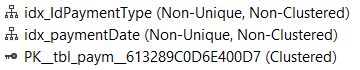 idx_IdPaymentType (Non-Unique, Non-Clustered)
idx_paymentDate (Non-Unique, Non-Clustered)
PK__tbl_paym__613289C0D6E400D7 (Clustered)